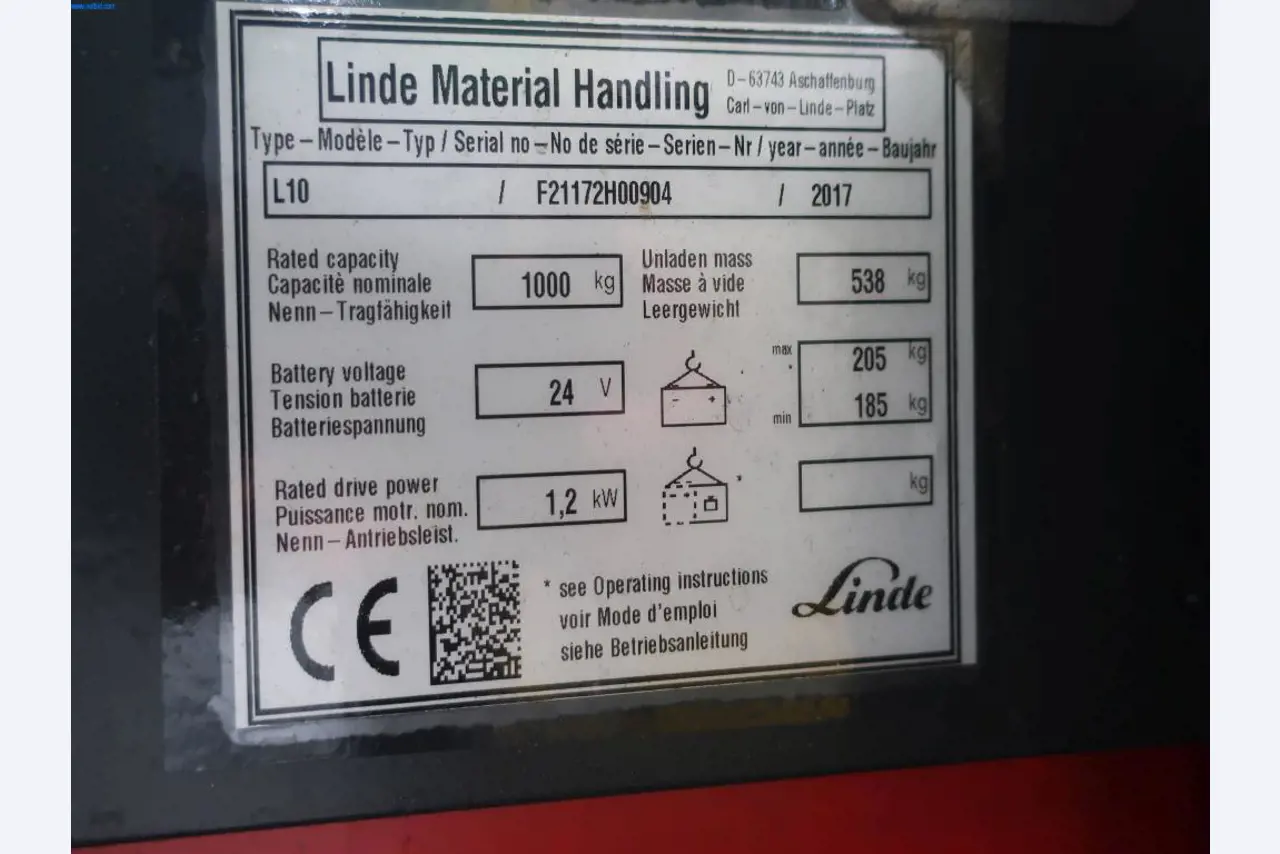 Linde Material Handling
D-63743 Aschaffenburg
Carl-von-Linde-Platz
Type-Modèle-Typ / Serial no-No de série-Serien-Nr / year-année-Baujahr
L10 / F21172H00904 / 2017
Rated capacity
Capacitè nominale
Nenn-Tragfähigkeit
1000 kg
Unladen mass
Masse à vide
Leergewicht
538 kg
Battery voltage
Tension batterie
Batteriespannung
24 V
max 205 kg
min 185 kg
- +
Rated drive power
Puissance motr. nom.
Nenn-Antriebsleist.
1,2 kW
- +
*
kg
CE
* see Operating instructions
voir Mode d'emploi
siehe Betriebsanleitung
Linde